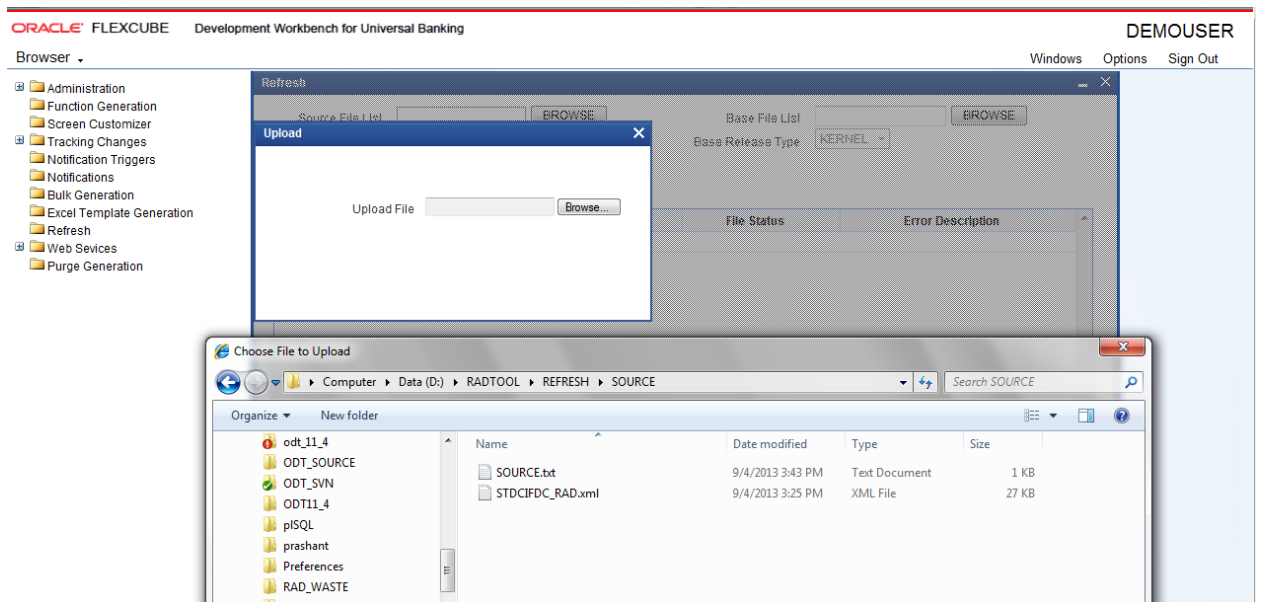 ORACLE FLEXCUBE Development Workbench for Universal Banking DEMOUSER
Browser Windows Options Sign Out
Administration
Function Generation
Screen Customizer
Tracking Changes
Notification Triggers
Notifications
Bulk Generation
Excel Template Generation
Refresh
Web Sevices
Purge Generation
Refresh
Source File List BROWSE Base File List BROWSE
Base Release Type KERNEL
File Status Error Description
Upload
Upload File Browse...
Choose File to Upload
Computer Data (D:) RADTOOL REFRESH SOURCE Search SOURCE
Organize New folder
odt_11_4
ODT_SOURCE
ODT_SVN
ODT11_4
plSQL
prashant
Preferences
RAD_WASTE
Name Date modified Type Size
SOURCE.txt 9/4/2013 3:43 PM Text Document 1 KB
STDCIFDC_RAD.xml 9/4/2013 3:25 PM XML File 27 KB